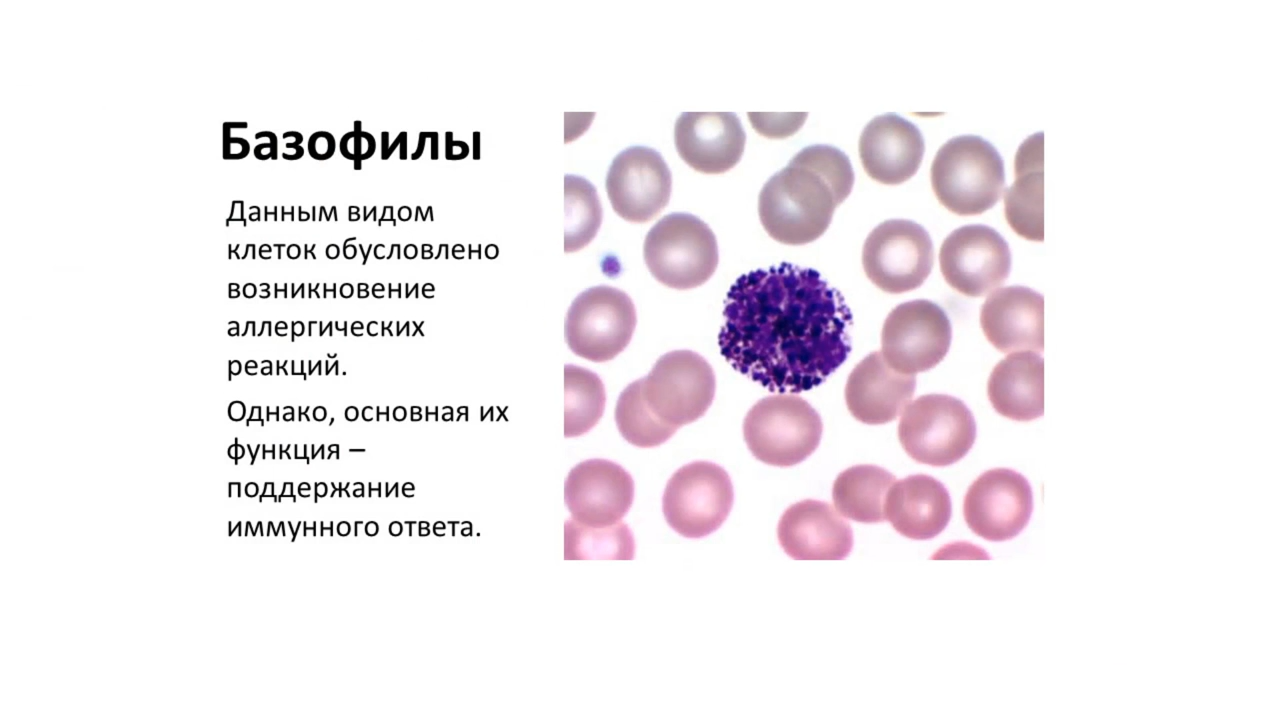 Базофилы
Данным видом
клеток обусловлено
возникновение
аллергических
реакций.
Однако, основная их
функция –
поддержание
иммунного ответа.